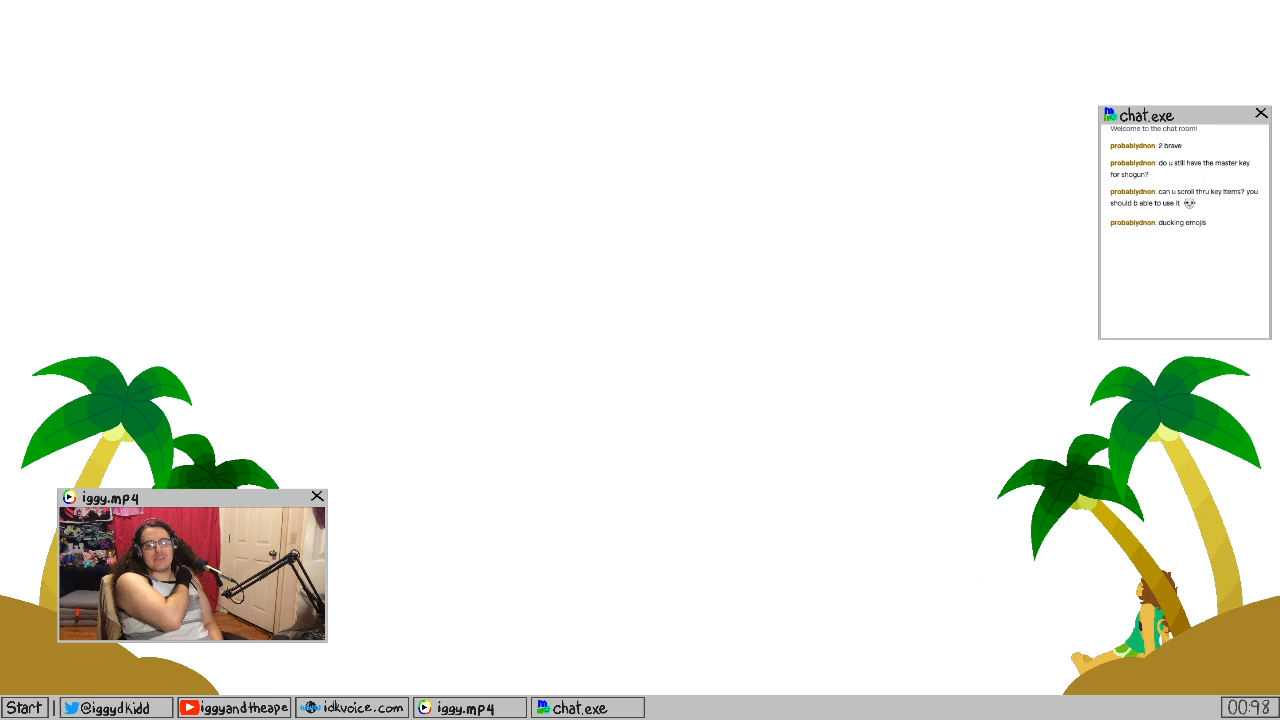 chat.exe
Welcome to the chat room!
probablydnon: 2 brave
probablydnon: do u still have the master key
for shogun?
probablydnon: can u scroll thru key items? you
should b able to use it
probablydnon: ducking emojis
iggy.mp4
Start | @iggydkidd iggyandtheape idkvoice.com iggy.mp4 chat.exe 00:98